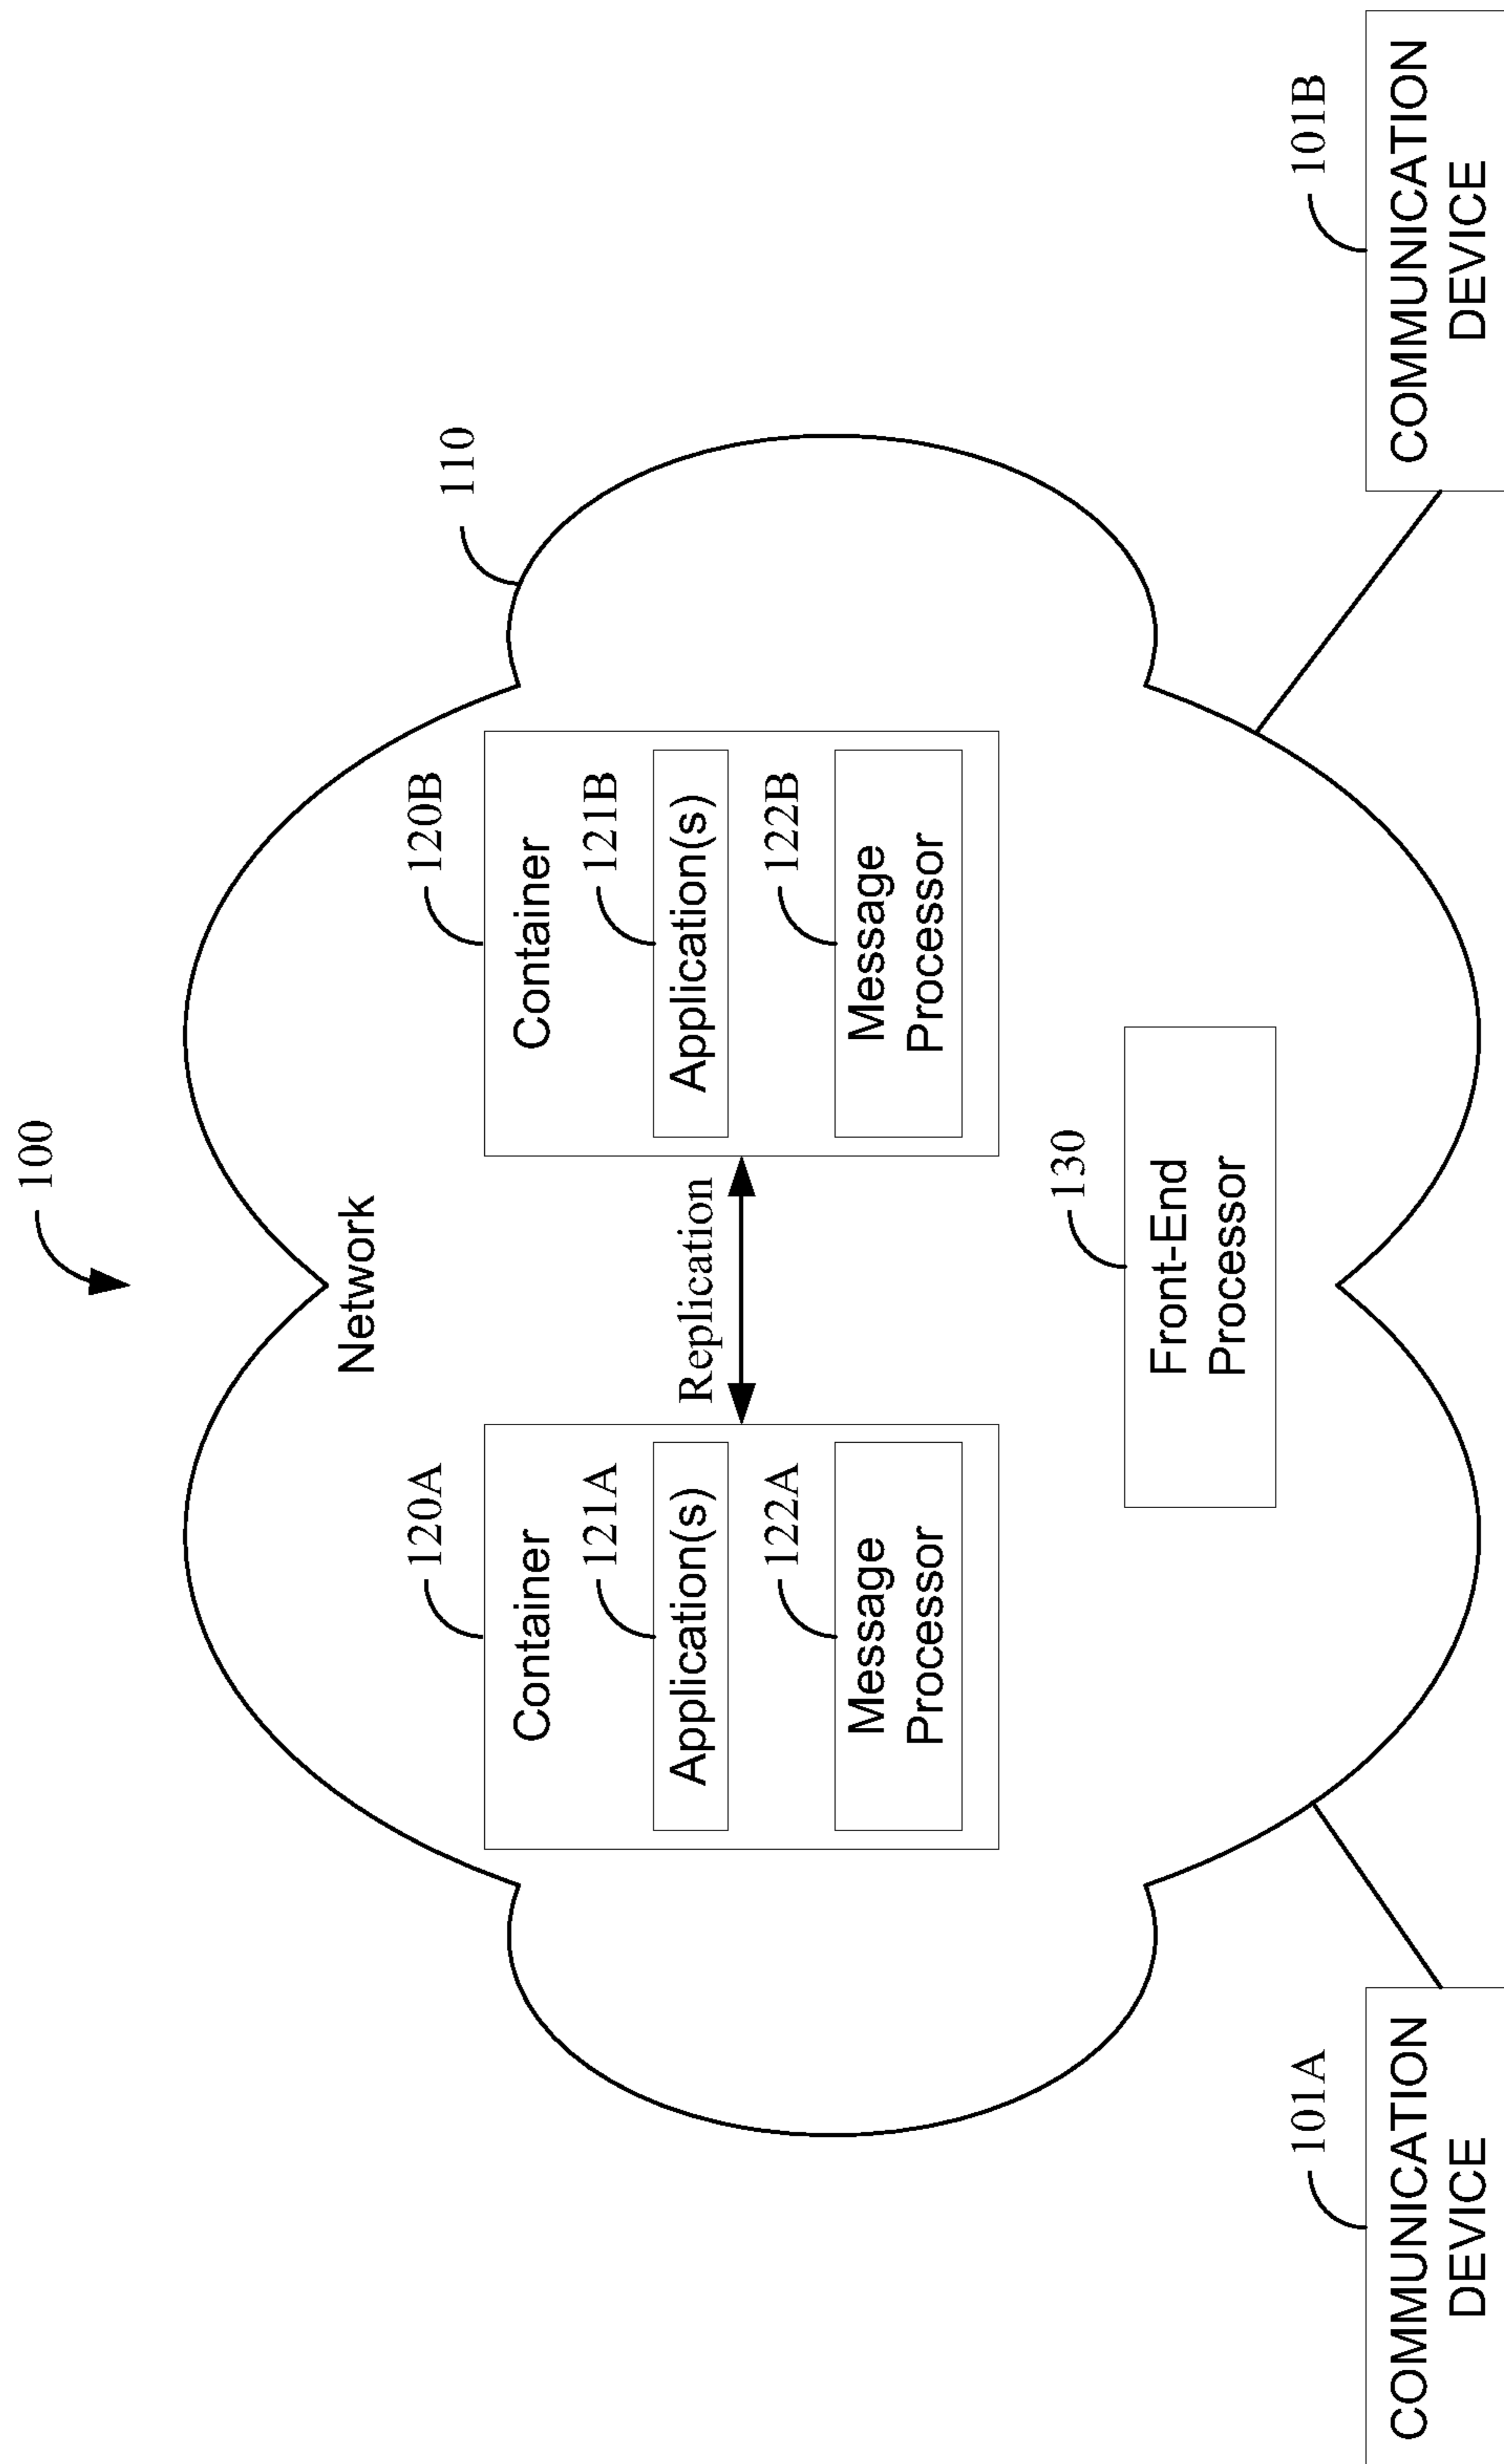 100
110
Network
120A
Container
121A
Application(s)
122A
Message
Processor
Replication
120B
Container
121B
Application(s)
122B
Message
Processor
130
Front-End
Processor
101A
COMMUNICATION
DEVICE
101B
COMMUNICATION
DEVICE